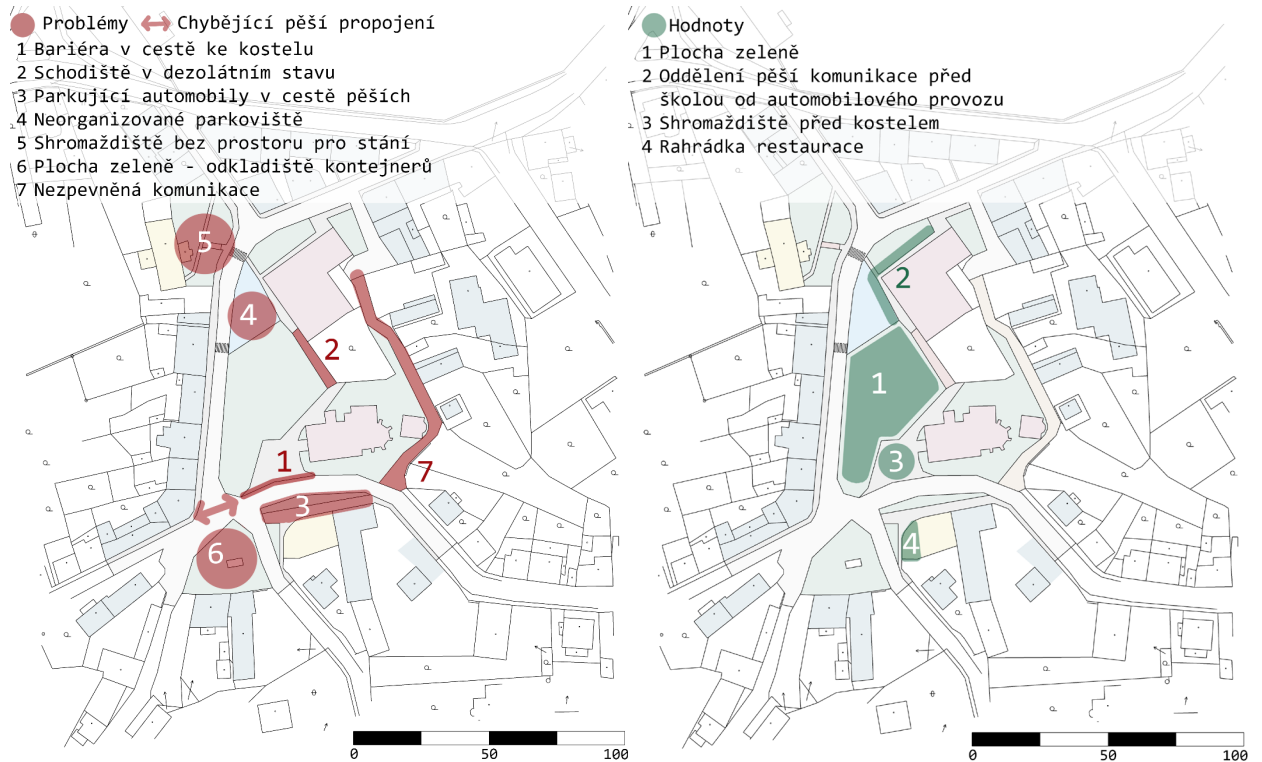 Problémy Chybějící pěší propojení
1 Bariéra v cestě ke kostelu
2 Schodiště v dezolátním stavu
3 Parkující automobily v cestě pěších
4 Neorganizované parkoviště
5 Shromaždiště bez prostoru pro stání
6 Plocha zeleně - odkladiště kontejnerů
7 Nezpevněná komunikace
5
4
2
1
7
3
6
0 50 100
Hodnoty
1 Plocha zeleně
2 Oddělení pěší komunikace před
školou od automobilového provozu
3 Shromaždiště před kostelem
4 Rahrádka restaurace
2
1
3
4
0 50 100